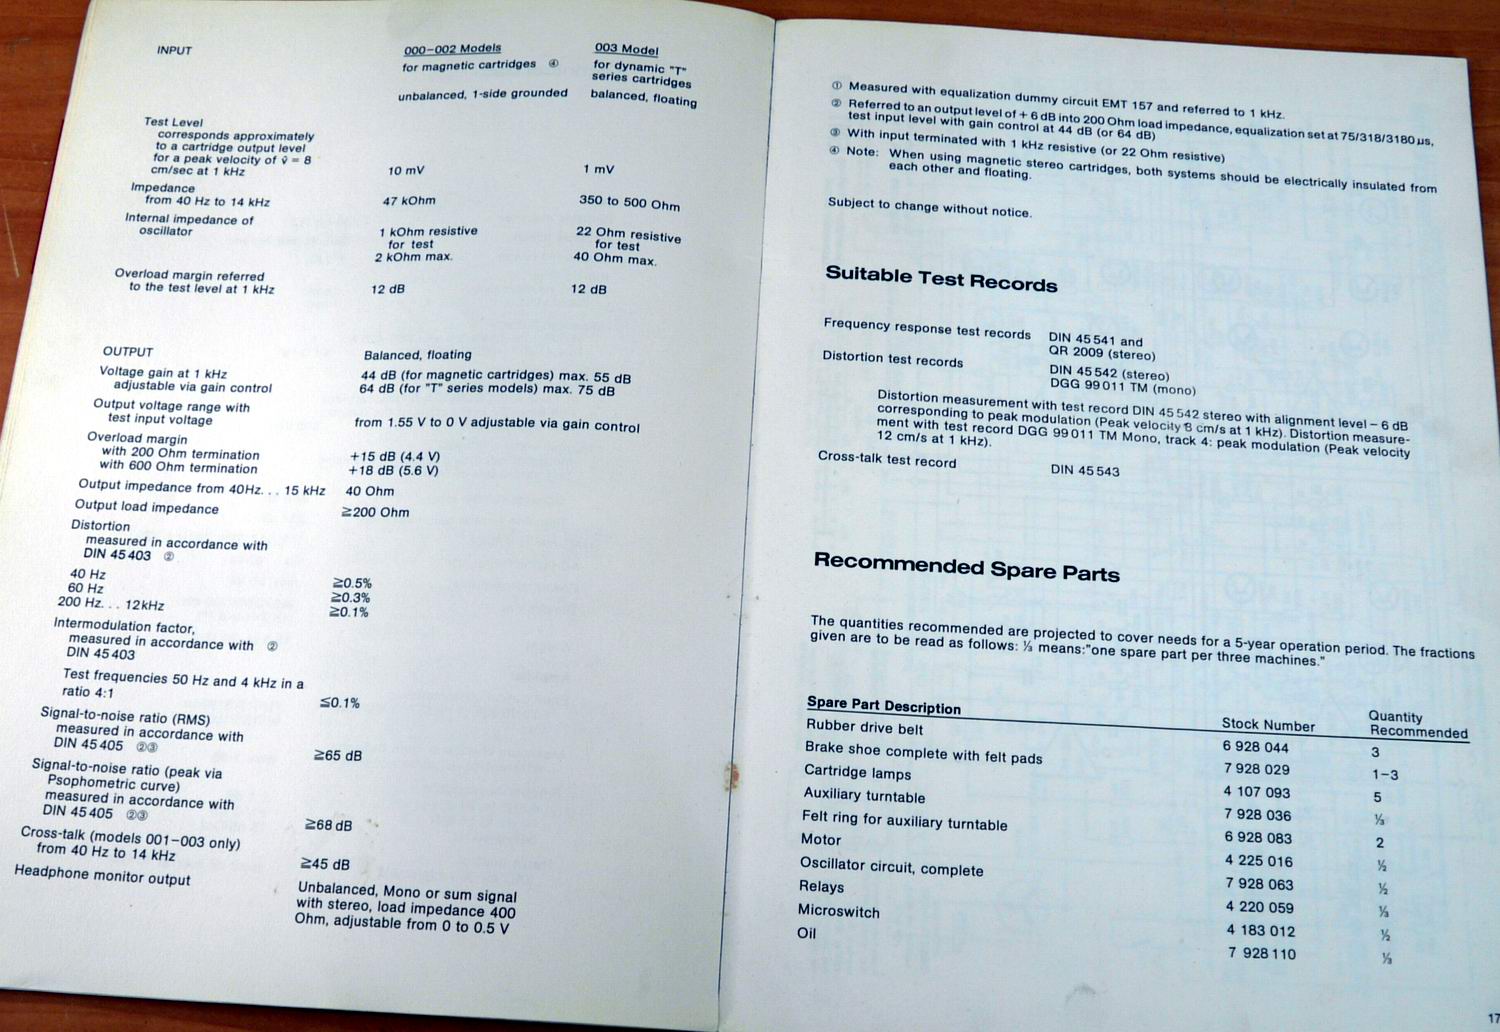 INPUT
000–002 Models
003 Model
for magnetic cartridges ④
for dynamic "T"
series cartridges
unbalanced, 1-side grounded
balanced, floating
Test Level
corresponds approximately
to a cartridge output level
for a peak velocity of v̂ = 8
cm/sec at 1 kHz
10 mV
1 mV
Impedance
from 40 Hz to 14 kHz
47 kOhm
350 to 500 Ohm
Internal impedance of
oscillator
1 kOhm resistive
for test
2 kOhm max.
22 Ohm resistive
for test
40 Ohm max.
Overload margin referred
to the test level at 1 kHz
12 dB
12 dB
OUTPUT
Balanced, floating
Voltage gain at 1 kHz
adjustable via gain control
44 dB (for magnetic cartridges) max. 55 dB
64 dB (for "T" series models) max. 75 dB
Output voltage range with
test input voltage
from 1.55 V to 0 V adjustable via gain control
Overload margin
with 200 Ohm termination
with 600 Ohm termination
+15 dB (4.4 V)
+18 dB (5.6 V)
Output impedance from 40Hz. . . 15 kHz
40 Ohm
Output load impedance
≧200 Ohm
Distortion
measured in accordance with
DIN 45 403 ②
40 Hz
60 Hz
200 Hz. . . 12kHz
≧0.5%
≧0.3%
≧0.1%
Intermodulation factor,
measured in accordance with ②
DIN 45 403
Test frequencies 50 Hz and 4 kHz in a
ratio 4:1
≦0.1%
Signal-to-noise ratio (RMS)
measured in accordance with
DIN 45 405 ②③
≧65 dB
Signal-to-noise ratio (peak via
Psophometric curve)
measured in accordance with
DIN 45 405 ②③
≧68 dB
Cross-talk (models 001–003 only)
from 40 Hz to 14 kHz
≧45 dB
Headphone monitor output
Unbalanced, Mono or sum signal
with stereo, load impedance 400
Ohm, adjustable from 0 to 0.5 V
① Measured with equalization dummy circuit EMT 157 and referred to 1 kHz.
② Referred to an output level of + 6 dB into 200 Ohm load impedance, equalization set at 75/318/3180 µs,
test input level with gain control at 44 dB (or 64 dB)
③ With input terminated with 1 kHz resistive (or 22 Ohm resistive)
④ Note: When using magnetic stereo cartridges, both systems should be electrically insulated from
each other and floating.
Subject to change without notice.
Suitable Test Records
Frequency response test records
DIN 45 541 and
QR 2009 (stereo)
Distortion test records
DIN 45 542 (stereo)
DGG 99 011 TM (mono)
Distortion measurement with test record DIN 45 542 stereo with alignment level – 6 dB
corresponding to peak modulation (Peak velocity 8 cm/s at 1 kHz). Distortion measure-
ment with test record DGG 99 011 TM Mono, track 4: peak modulation (Peak velocity
12 cm/s at 1 kHz).
Cross-talk test record
DIN 45 543
Recommended Spare Parts
The quantities recommended are projected to cover needs for a 5-year operation period. The fractions
given are to be read as follows: ⅓ means:"one spare part per three machines."
Spare Part Description
Stock Number
Quantity
Recommended
Rubber drive belt
6 928 044
3
Brake shoe complete with felt pads
7 928 029
1–3
Cartridge lamps
4 107 093
5
Auxiliary turntable
7 928 036
⅓
Felt ring for auxiliary turntable
6 928 083
2
Motor
4 225 016
½
Oscillator circuit, complete
7 928 063
½
Relays
4 220 059
⅓
Microswitch
4 183 012
½
Oil
7 928 110
⅓
17